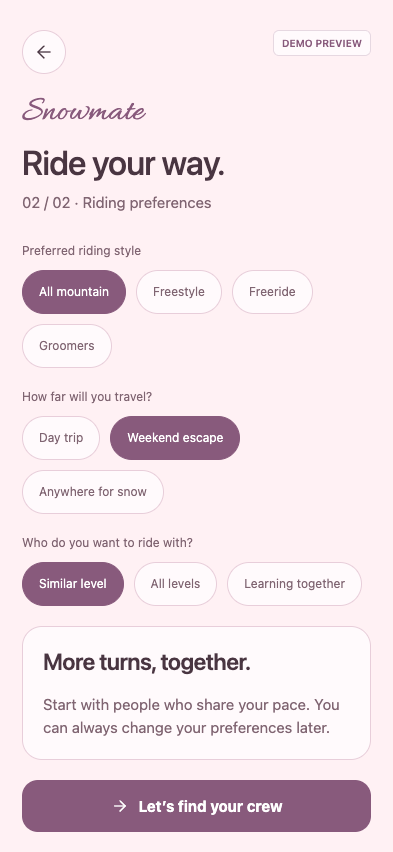 DEMO PREVIEW
Snowmate
Ride your way.
02 / 02 · Riding preferences
Preferred riding style
All mountain
Freestyle
Freeride
Groomers
How far will you travel?
Day trip
Weekend escape
Anywhere for snow
Who do you want to ride with?
Similar level
All levels
Learning together
More turns, together.
Start with people who share your pace. You
can always change your preferences later.
Let’s find your crew